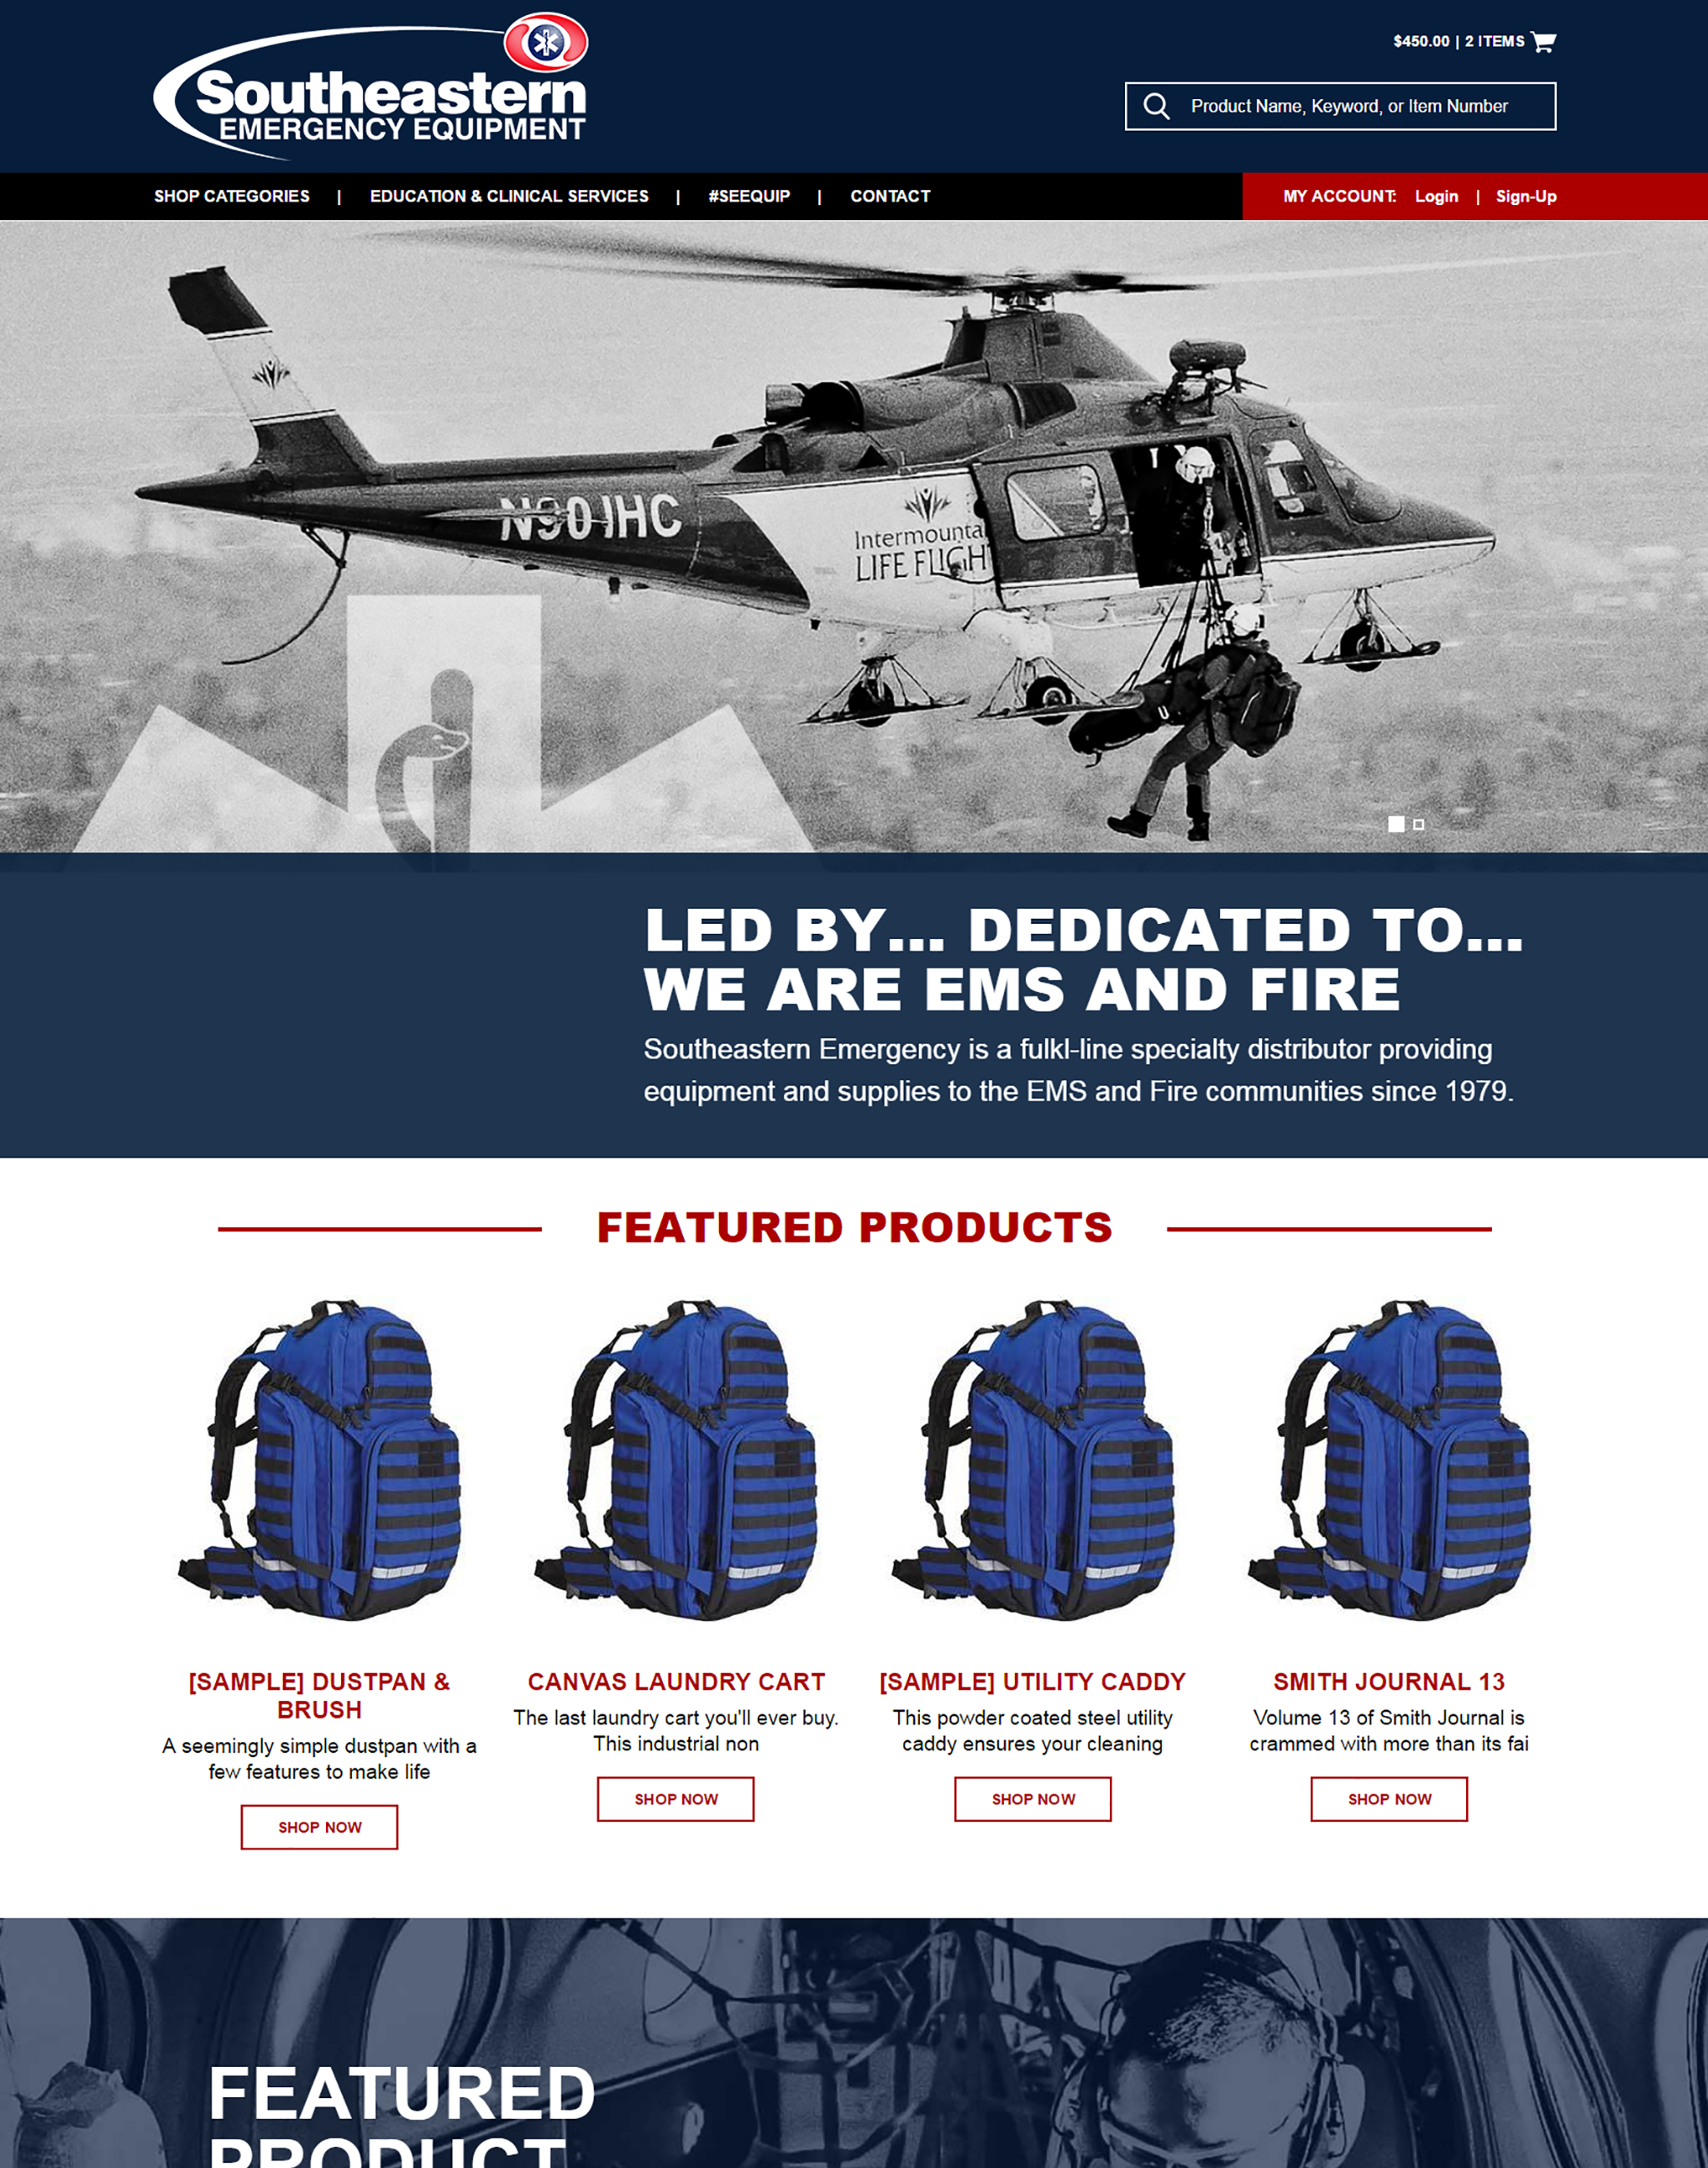 $450.00 | 2 ITEMS
Southeastern
EMERGENCY EQUIPMENT
Product Name, Keyword, or Item Number
SHOP CATEGORIES | EDUCATION & CLINICAL SERVICES | #SEEQUIP | CONTACT
MY ACCOUNT: Login | Sign-Up
N901HC
Intermounta
LIFE FLIGHT
LED BY... DEDICATED TO...
WE ARE EMS AND FIRE
Southeastern Emergency is a fulkl-line specialty distributor providing
equipment and supplies to the EMS and Fire communities since 1979.
FEATURED PRODUCTS
[SAMPLE] DUSTPAN &
BRUSH
A seemingly simple dustpan with a
few features to make life
SHOP NOW
CANVAS LAUNDRY CART
The last laundry cart you'll ever buy.
This industrial non
SHOP NOW
[SAMPLE] UTILITY CADDY
This powder coated steel utility
caddy ensures your cleaning
SHOP NOW
SMITH JOURNAL 13
Volume 13 of Smith Journal is
crammed with more than its fai
SHOP NOW
FEATURED
PRODUCT